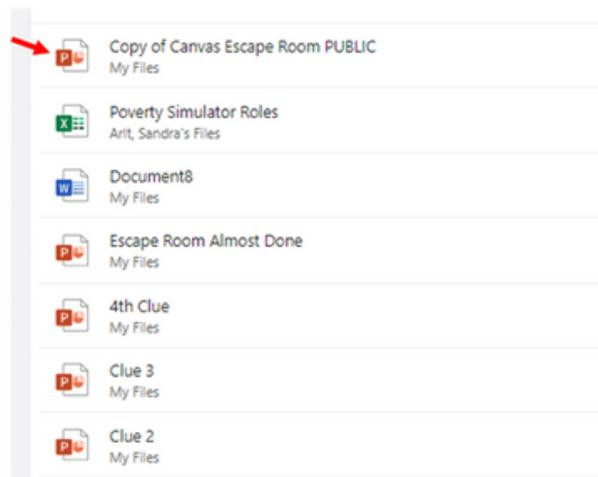 Copy of Canvas Escape Room PUBLIC
My Files
Poverty Simulator Roles
Arlt, Sandra's Files
Document8
My Files
Escape Room Almost Done
My Files
4th Clue
My Files
Clue 3
My Files
Clue 2
My Files